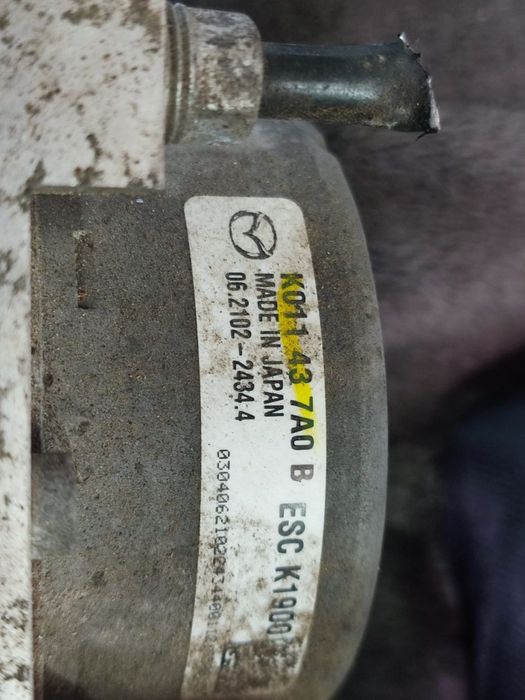 K011 43 7A0 B ESC K1900
MADE IN JAPAN
06.2102-2434.4